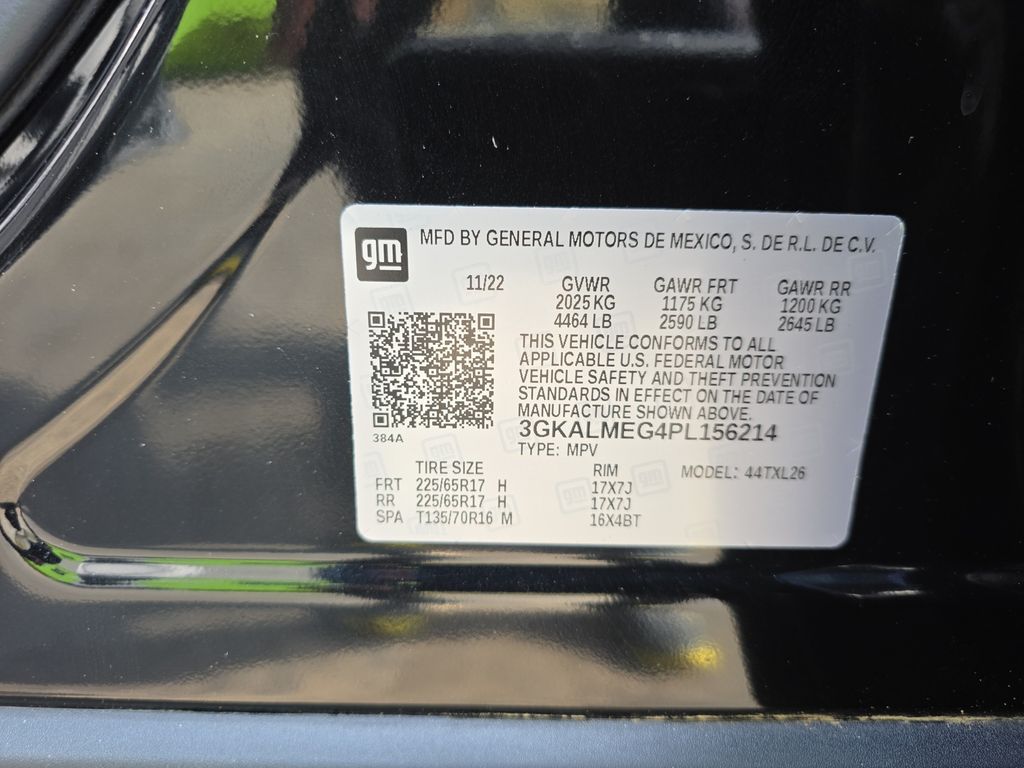 gm
MFD BY GENERAL MOTORS DE MEXICO, S. DE R.L. DE C.V.
11/22 GVWR GAWR FRT GAWR RR
2025 KG 1175 KG 1200 KG
4464 LB 2590 LB 2645 LB
THIS VEHICLE CONFORMS TO ALL
APPLICABLE U.S. FEDERAL MOTOR
VEHICLE SAFETY AND THEFT PREVENTION
STANDARDS IN EFFECT ON THE DATE OF
MANUFACTURE SHOWN ABOVE.
3GKALMEG4PL156214
384A
TYPE: MPV
TIRE SIZE RIM MODEL: 44TXL26
FRT 225/65R17 H 17X7J
RR 225/65R17 H 17X7J
SPA T135/70R16 M 16X4BT